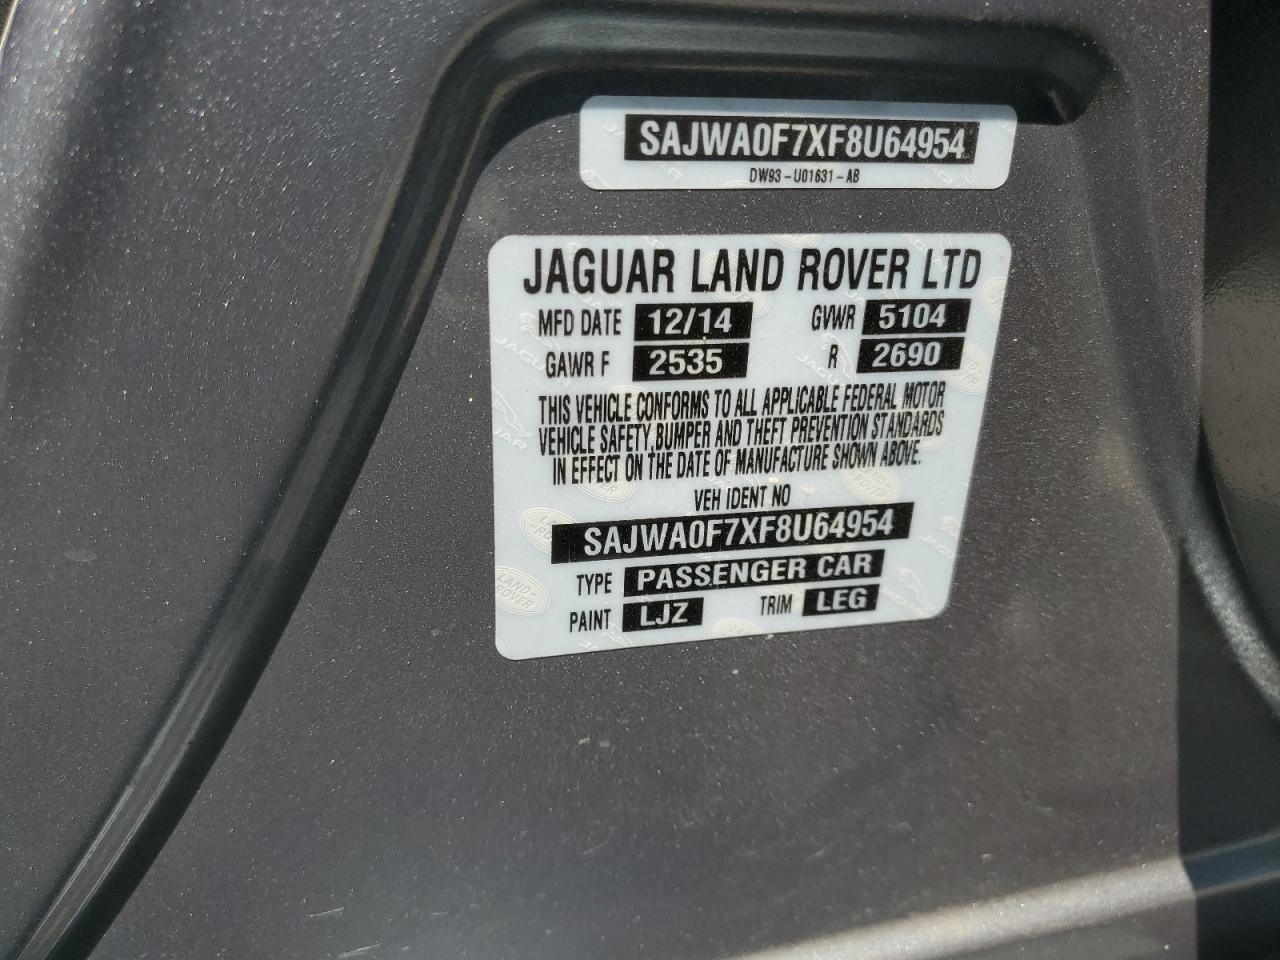 SAJWA0F7XF8U64954
DW93-U01631-AB
JAGUAR LAND ROVER LTD
MFD DATE 12/14 GVWR 5104
GAWR F 2535 R 2690
THIS VEHICLE CONFORMS TO ALL APPLICABLE FEDERAL MOTOR
VEHICLE SAFETY, BUMPER AND THEFT PREVENTION STANDARDS
IN EFFECT ON THE DATE OF MANUFACTURE SHOWN ABOVE.
VEH IDENT NO
SAJWA0F7XF8U64954
TYPE PASSENGER CAR
PAINT LJZ TRIM LEG